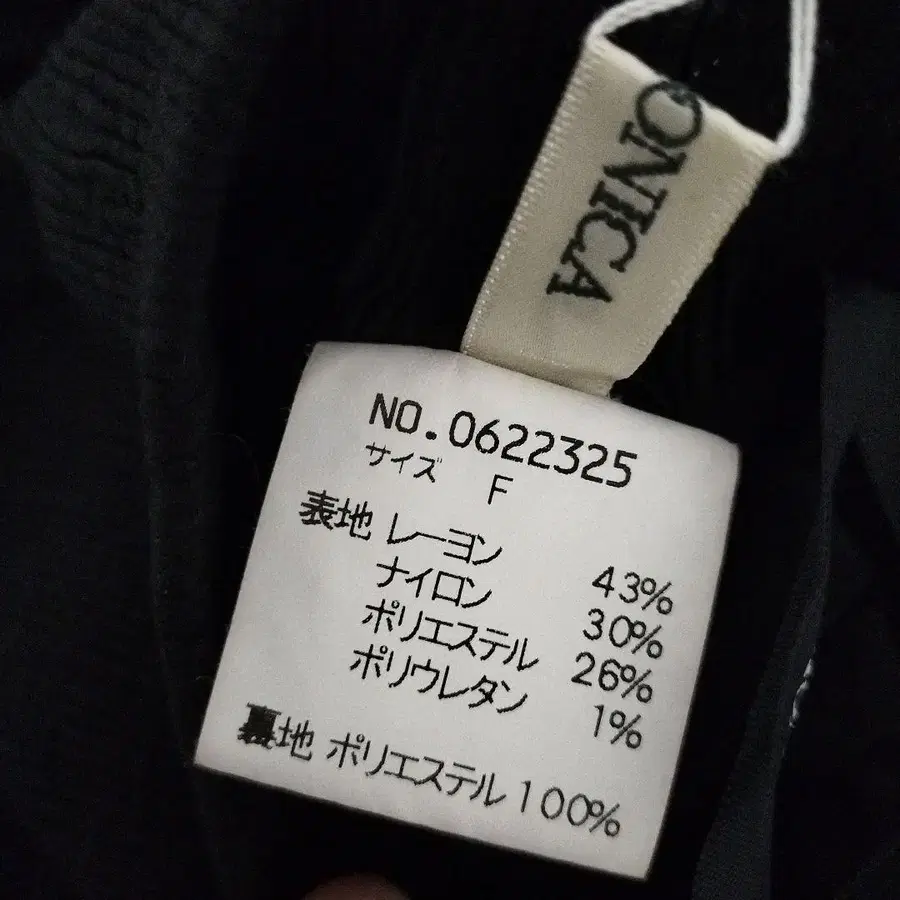 ONICA
NO.0622325
サイズ F
表地 レーヨン 43%
ナイロン 30%
ポリエステル 26%
ポリウレタン 1%
裏地 ポリエステル 100%